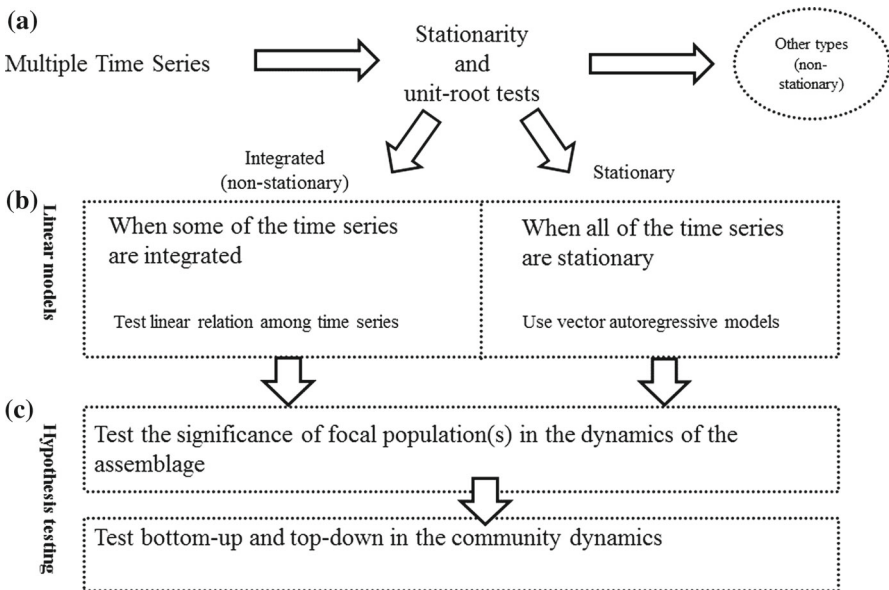 (a)
Multiple Time Series
Stationarity
and
unit-root tests
Other types
(non-
stationary)
Integrated
(non-stationary)
Stationary
(b)
Linear models
When some of the time series
are integrated
Test linear relation among time series
When all of the time series
are stationary
Use vector autoregressive models
(c)
Hypothesis testing
Test the significance of focal population(s) in the dynamics of the
assemblage
Test bottom-up and top-down in the community dynamics